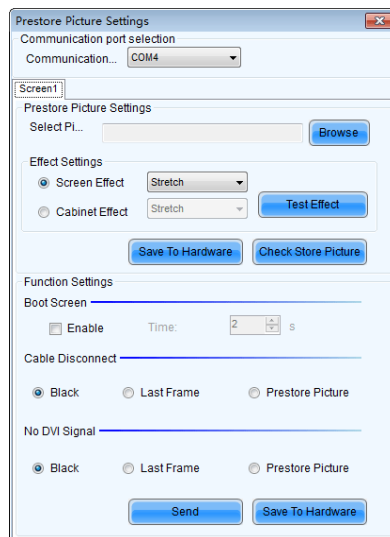 Prestore Picture Settings
Communication port selection
Communication... COM4
Screen1
Prestore Picture Settings
Select Pi... Browse
Effect Settings
Screen Effect Stretch
Cabinet Effect Stretch Test Effect
Save To Hardware Check Store Picture
Function Settings
Boot Screen
Enable Time: 2 s
Cable Disconnect
Black Last Frame Prestore Picture
No DVI Signal
Black Last Frame Prestore Picture
Send Save To Hardware